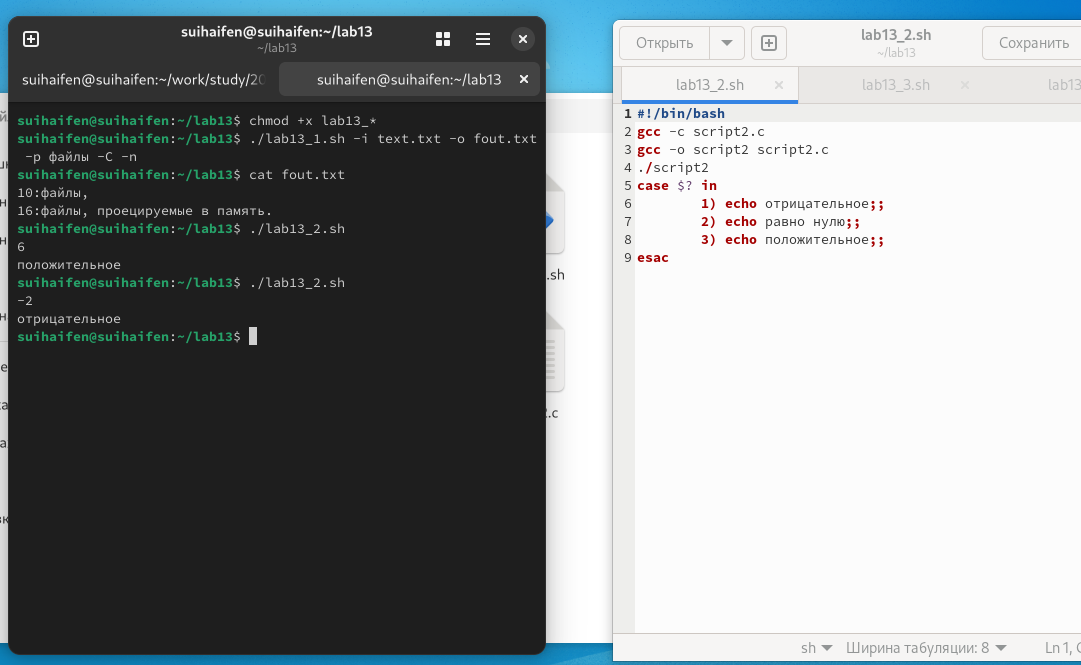 suihaifen@suihaifen:~/lab13
~/lab13
suihaifen@suihaifen:~/work/study/20
suihaifen@suihaifen:~/lab13
suihaifen@suihaifen:~/lab13$ chmod +x lab13_*
suihaifen@suihaifen:~/lab13$ ./lab13_1.sh -i text.txt -o fout.txt
-p файлы -C -n
suihaifen@suihaifen:~/lab13$ cat fout.txt
10:файлы,
16:файлы, проецируемые в память.
suihaifen@suihaifen:~/lab13$ ./lab13_2.sh
6
положительное
suihaifen@suihaifen:~/lab13$ ./lab13_2.sh
-2
отрицательное
suihaifen@suihaifen:~/lab13$
.sh
.c
Открыть
lab13_2.sh
~/lab13
Сохранить
lab13_2.sh
lab13_3.sh
lab13
1 #!/bin/bash
2 gcc -c script2.c
3 gcc -o script2 script2.c
4 ./script2
5 case $? in
6 1) echo отрицательное;;
7 2) echo равно нулю;;
8 3) echo положительное;;
9 esac
sh
Ширина табуляции: 8
Ln 1,